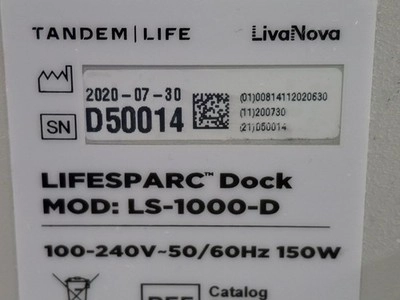 TANDEM|LIFE LivaNova
2020-07-30
SN D50014
(01)00814112020630
(11)200730
(21)D50014
LIFESPARC™ Dock
MOD: LS-1000-D
100-240V~50/60Hz 150W
REF Catalog